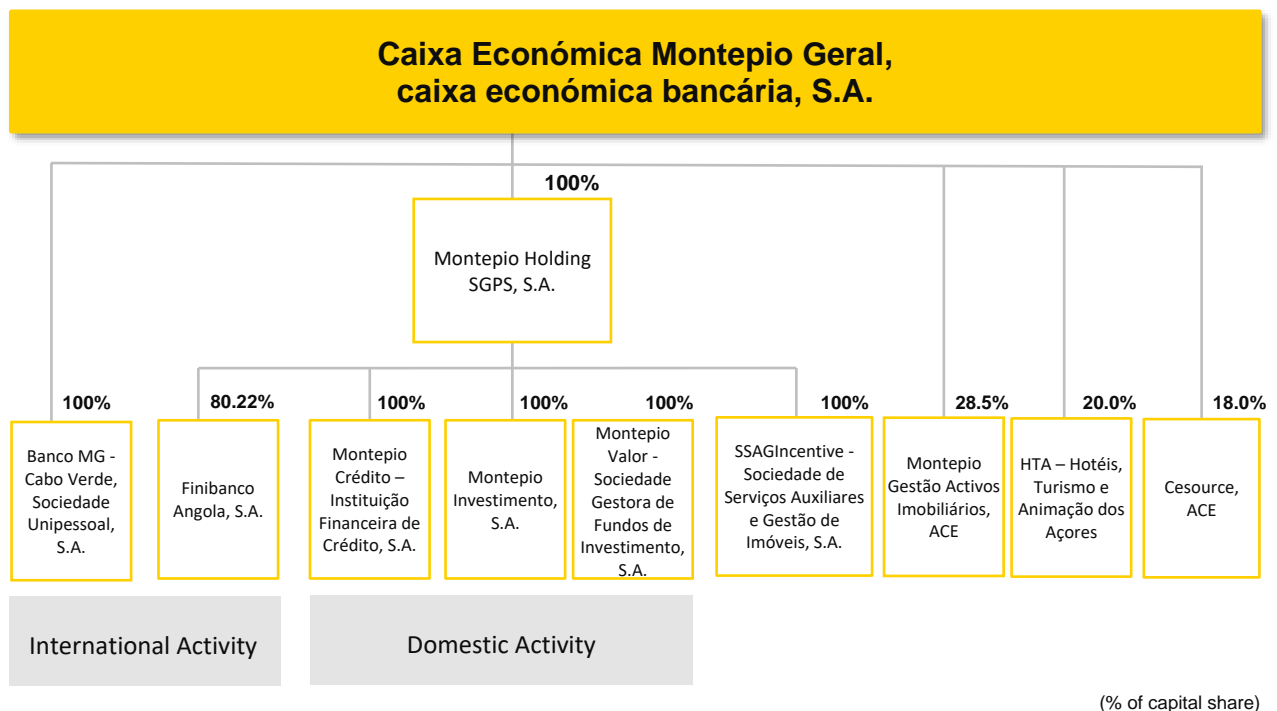 Caixa Económica Montepio Geral,
caixa económica bancária, S.A.
100%
Montepio Holding
SGPS, S.A.
100%
80.22%
100%
100%
100%
100%
28.5%
20.0%
18.0%
Banco MG -
Cabo Verde,
Sociedade
Unipessoal,
S.A.
Finibanco
Angola, S.A.
Montepio
Crédito –
Instituição
Financeira de
Crédito, S.A.
Montepio
Investimento,
S.A.
Montepio
Valor -
Sociedade
Gestora de
Fundos de
Investimento,
S.A.
SSAGIncentive -
Sociedade de
Serviços Auxiliares
e Gestão de
Imóveis, S.A.
Montepio
Gestão Activos
Imobiliários,
ACE
HTA – Hotéis,
Turismo e
Animação dos
Açores
Cesource,
ACE
International Activity
Domestic Activity
(% of capital share)